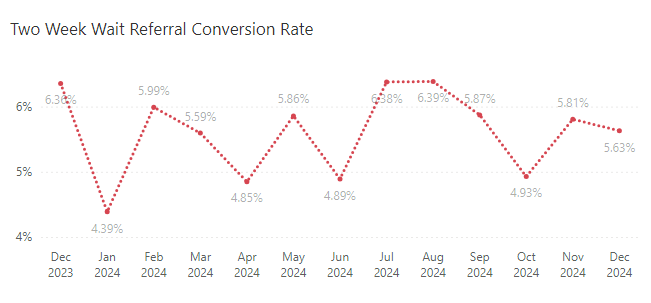 Two Week Wait Referral Conversion Rate
6%
5%
4%
6.36%
4.39%
5.99%
5.59%
4.85%
5.86%
4.89%
6.38%
6.39%
5.87%
4.93%
5.81%
5.63%
Dec
2023
Jan
2024
Feb
2024
Mar
2024
Apr
2024
May
2024
Jun
2024
Jul
2024
Aug
2024
Sep
2024
Oct
2024
Nov
2024
Dec
2024